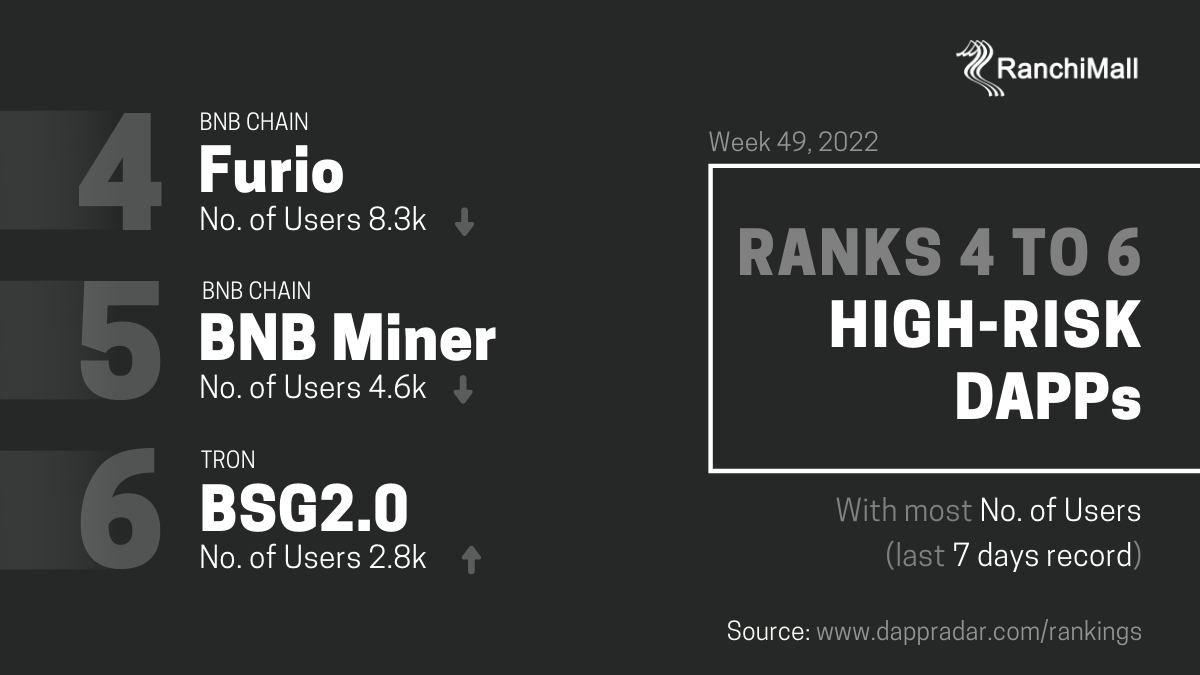 RanchiMall
Week 49, 2022
RANKS 4 TO 6
HIGH-RISK
DAPPs
With most No. of Users
(last 7 days record)
4
BNB CHAIN
Furio
No. of Users 8.3k
5
BNB CHAIN
BNB Miner
No. of Users 4.6k
6
TRON
BSG2.0
No. of Users 2.8k
Source: www.dappradar.com/rankings